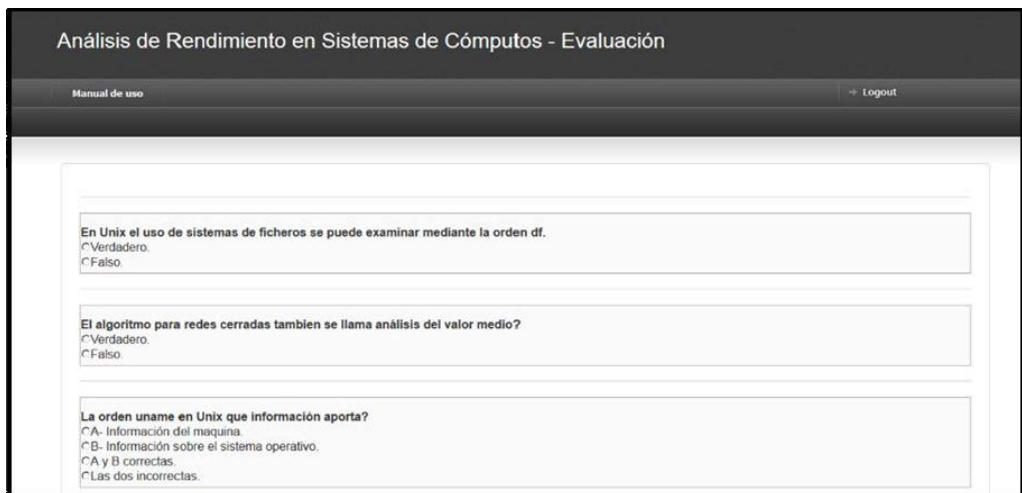 Análisis de Rendimiento en Sistemas de Cómputos - Evaluación
Manual de uso
Logout
En Unix el uso de sistemas de ficheros se puede examinar mediante la orden df.
Verdadero.
Falso.
El algoritmo para redes cerradas tambien se llama análisis del valor medio?
Verdadero.
Falso.
La orden uname en Unix que información aporta?
A- Información del maquina.
B- Información sobre el sistema operativo.
A y B correctas.
Las dos incorrectas.